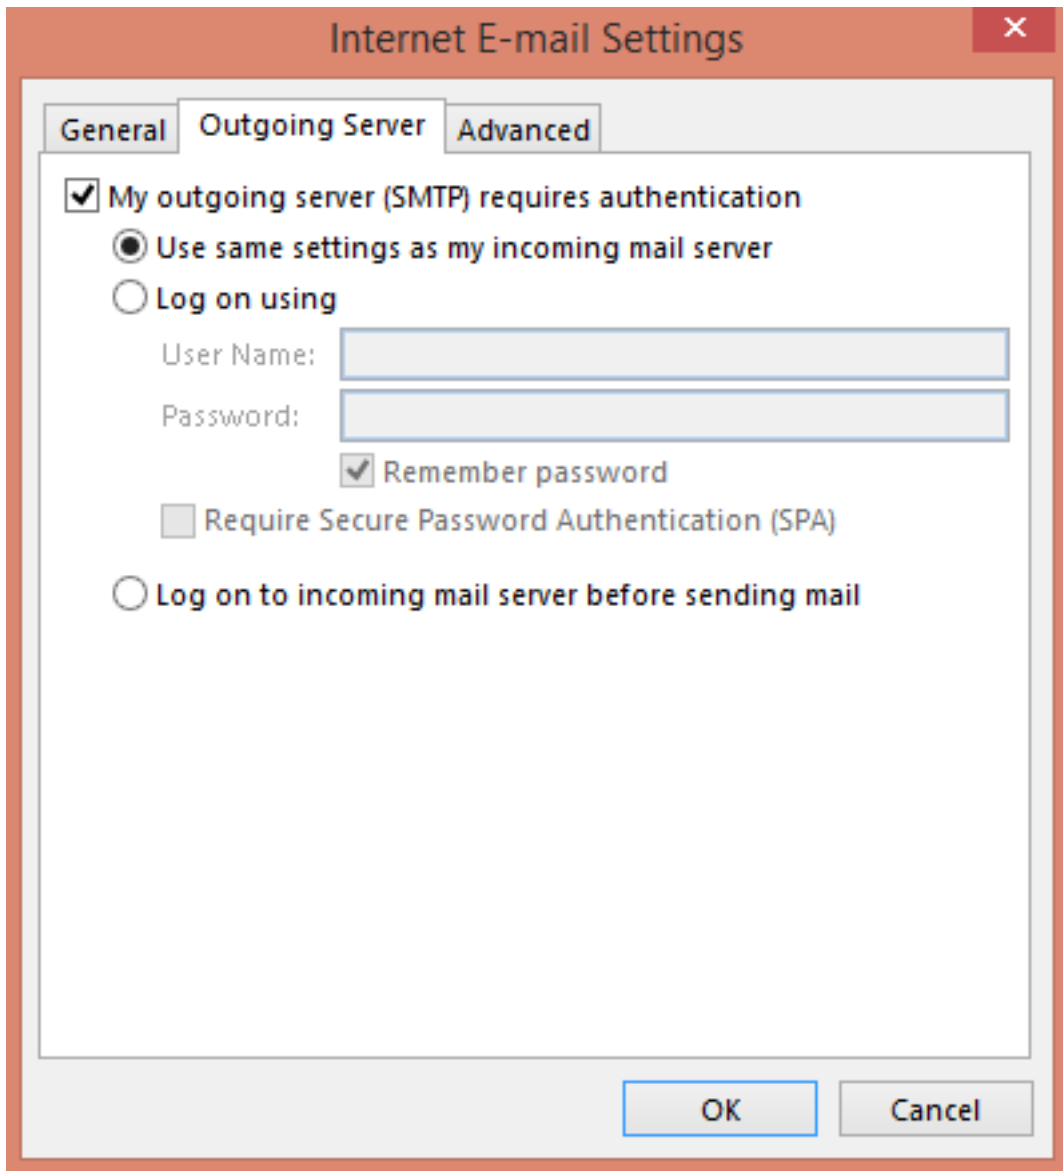 Internet E-mail Settings
General Outgoing Server Advanced
My outgoing server (SMTP) requires authentication
Use same settings as my incoming mail server
Log on using
User Name:
Password:
Remember password
Require Secure Password Authentication (SPA)
Log on to incoming mail server before sending mail
OK Cancel